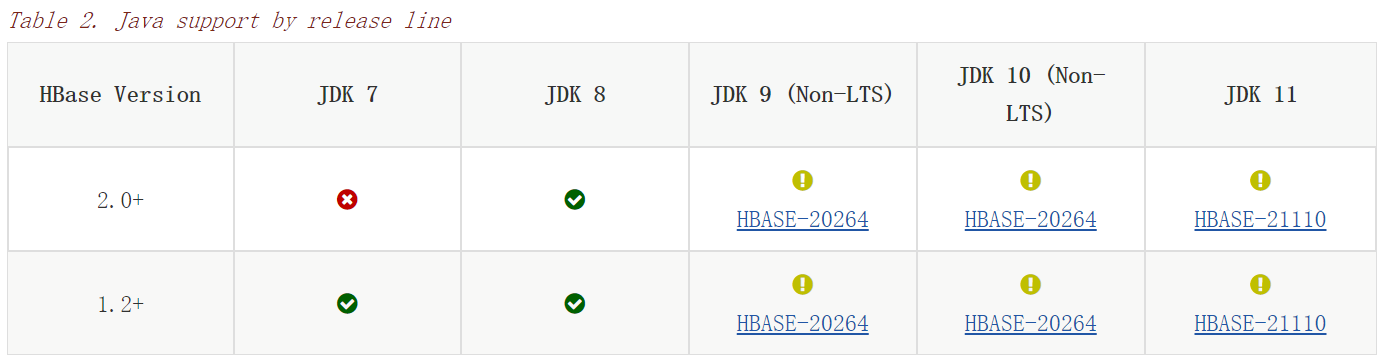 Table 2. Java support by release line
HBase Version JDK 7 JDK 8 JDK 9 (Non-LTS) JDK 10 (Non-
LTS) JDK 11
2.0+
HBASE-20264 HBASE-20264 HBASE-21110
1.2+
HBASE-20264 HBASE-20264 HBASE-21110